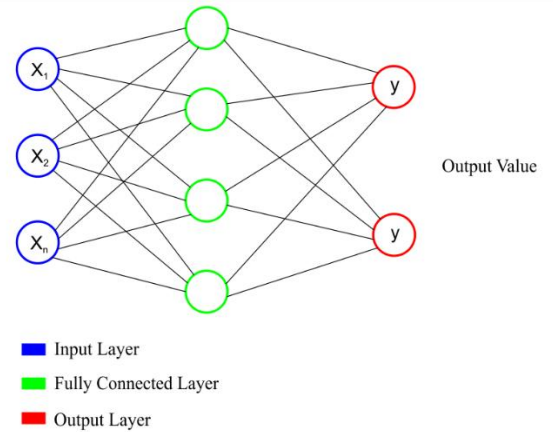 X₁
y
X₂
Output Value
Xₙ
y
Input Layer
Fully Connected Layer
Output Layer